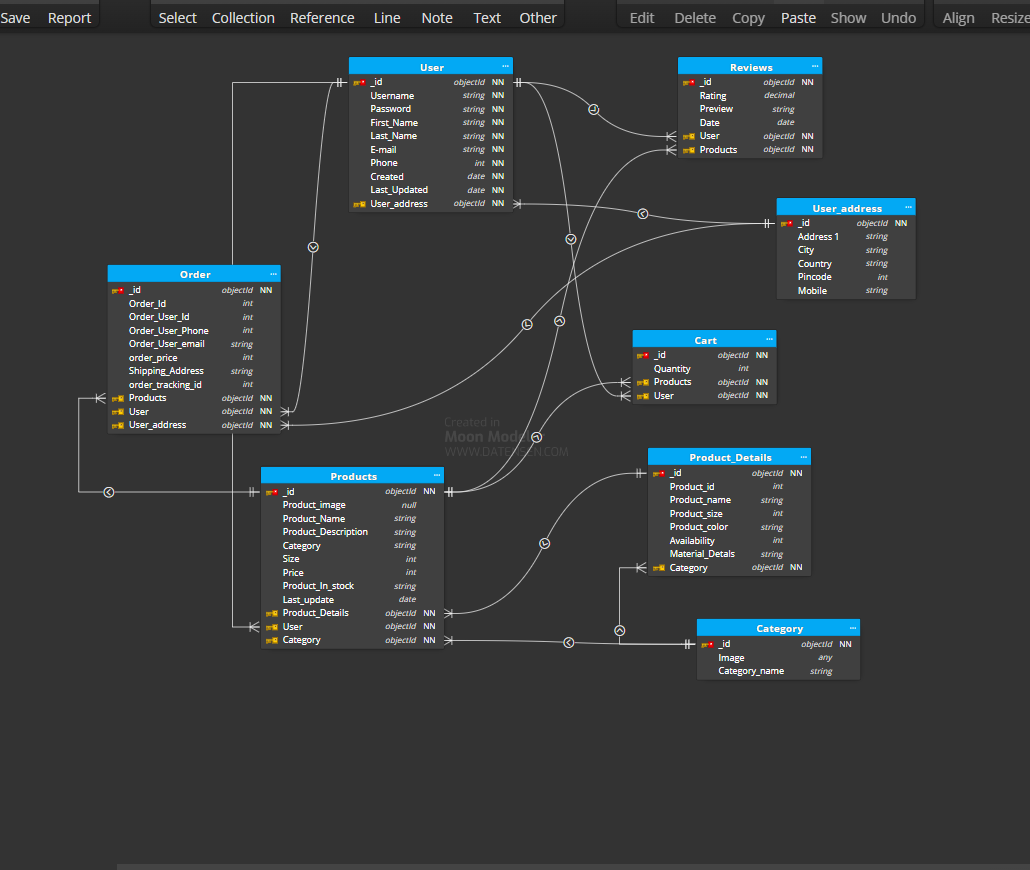 Save Report Select Collection Reference Line Note Text Other Edit Delete Copy Paste Show Undo Align Resize
User ...
_id objectId NN
Username string NN
Password string NN
First_Name string NN
Last_Name string NN
E-mail string NN
Phone int NN
Created date NN
Last_Updated date NN
User_address objectId NN
Reviews ...
_id objectId NN
Rating decimal
Preview string
Date date
User objectId NN
Products objectId NN
User_address ...
_id objectId NN
Address 1 string
City string
Country string
Pincode int
Mobile string
Order ...
_id objectId NN
Order_Id int
Order_User_Id int
Order_User_Phone int
Order_User_email string
order_price int
Shipping_Address string
order_tracking_id int
Products objectId NN
User objectId NN
User_address objectId NN
Cart ...
_id objectId NN
Quantity int
Products objectId NN
User objectId NN
Created in
Moon Modeler
WWW.DATENSEN.COM
Products ...
_id objectId NN
Product_image null
Product_Name string
Product_Description string
Category string
Size int
Price int
Product_In_stock string
Last_update date
Product_Details objectId NN
User objectId NN
Category objectId NN
Product_Details ...
_id objectId NN
Product_id int
Product_name string
Product_size int
Product_color string
Availability int
Material_Detals string
Category objectId NN
Category ...
_id objectId NN
Image any
Category_name string